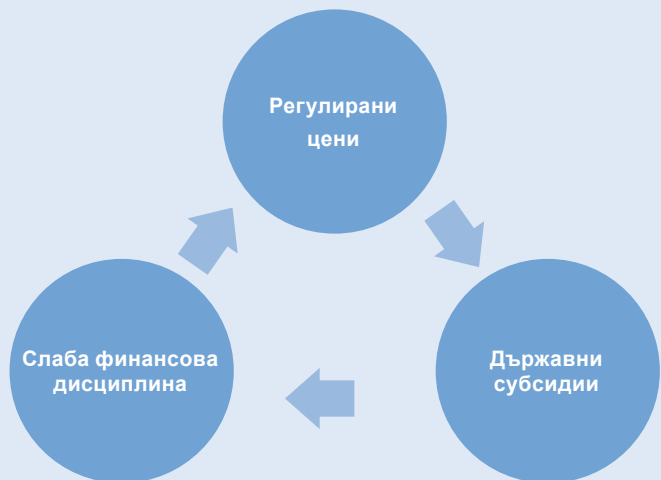 Регулирани
цени
Слаба финансова
дисциплина
Държавни
субсидии